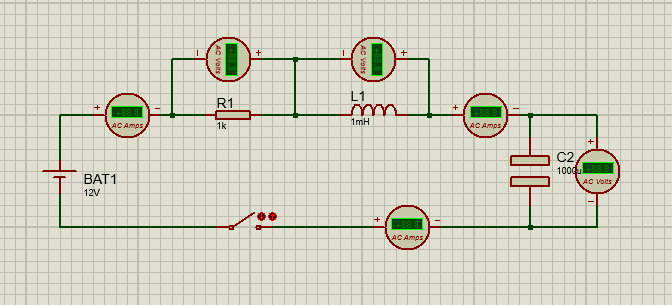 AC Volts
AC Volts
R1
1k
L1
1mH
AC Amps
AC Amps
BAT1
12V
C2
1000u
AC Volts
AC Amps